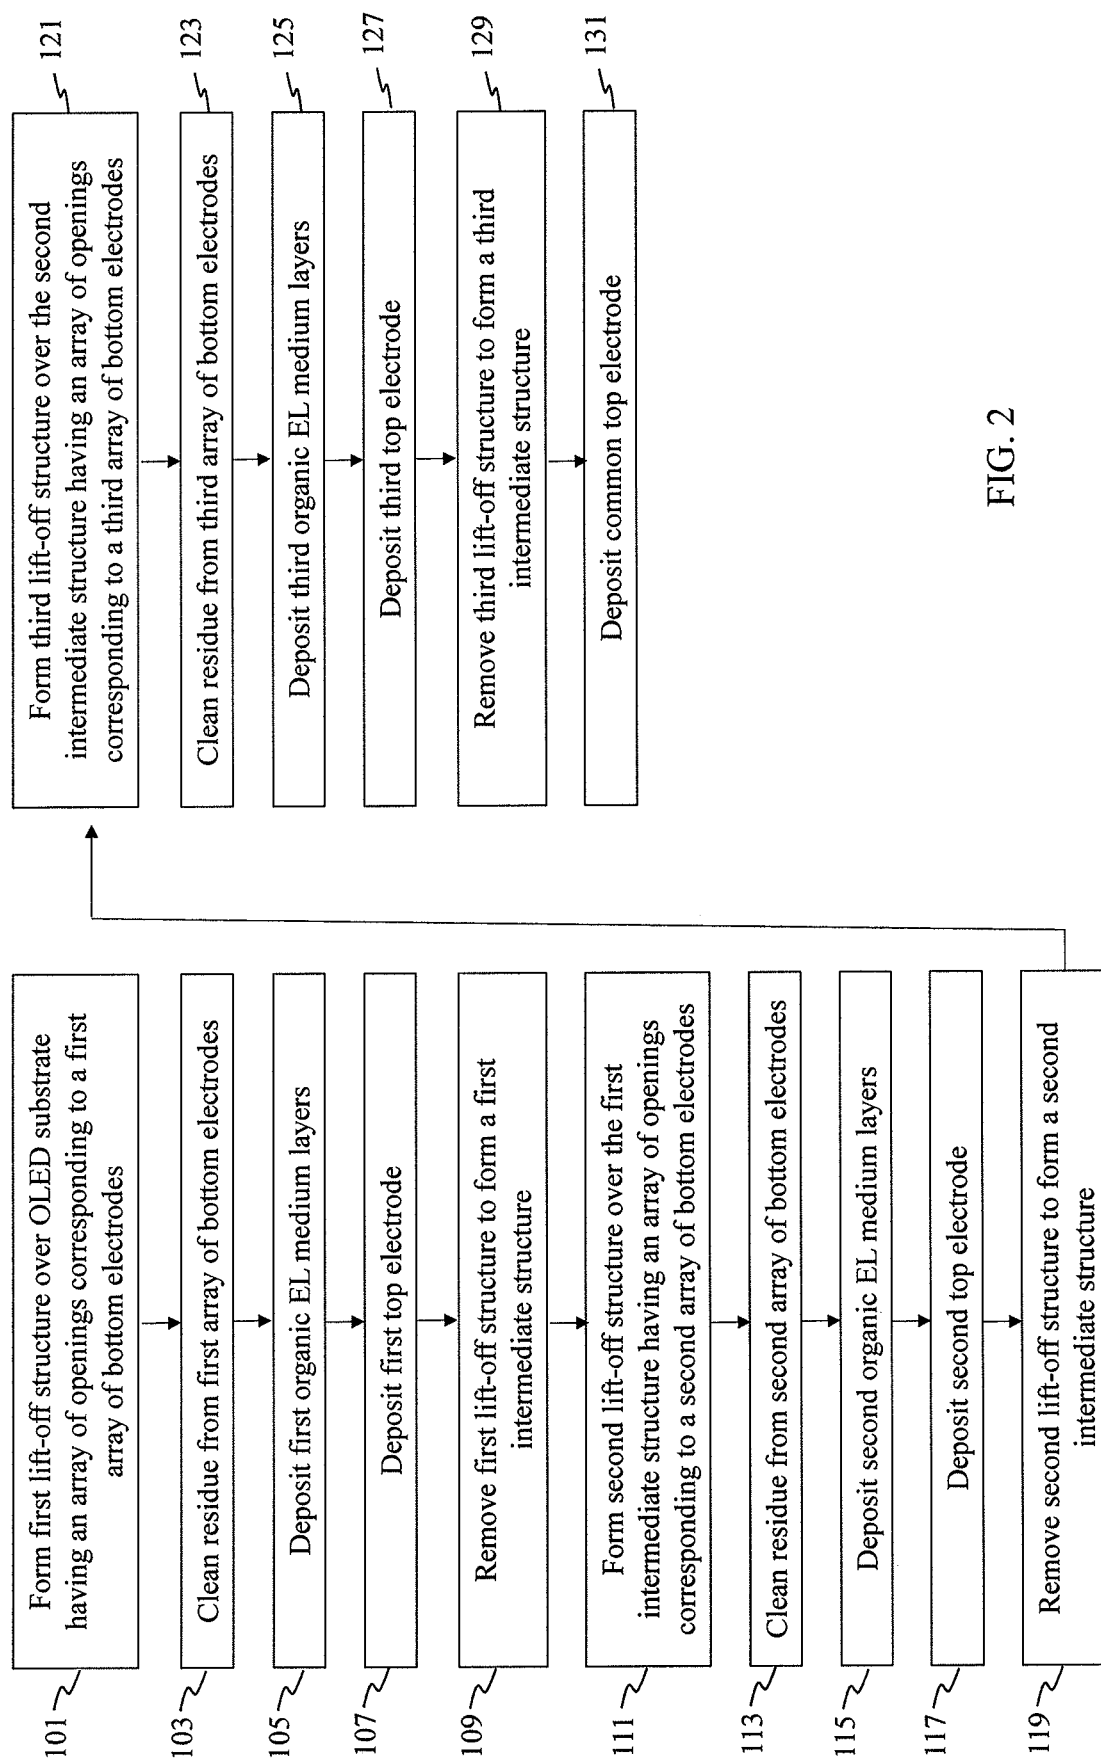 101
Form first lift-off structure over OLED substrate
having an array of openings corresponding to a first
array of bottom electrodes
103
Clean residue from first array of bottom electrodes
105
Deposit first organic EL medium layers
107
Deposit first top electrode
109
Remove first lift-off structure to form a first
intermediate structure
111
Form second lift-off structure over the first
intermediate structure having an array of openings
corresponding to a second array of bottom electrodes
113
Clean residue from second array of bottom electrodes
115
Deposit second organic EL medium layers
117
Deposit second top electrode
119
Remove second lift-off structure to form a second
intermediate structure
121
Form third lift-off structure over the second
intermediate structure having an array of openings
corresponding to a third array of bottom electrodes
123
Clean residue from third array of bottom electrodes
125
Deposit third organic EL medium layers
127
Deposit third top electrode
129
Remove third lift-off structure to form a third
intermediate structure
131
Deposit common top electrode
FIG. 2